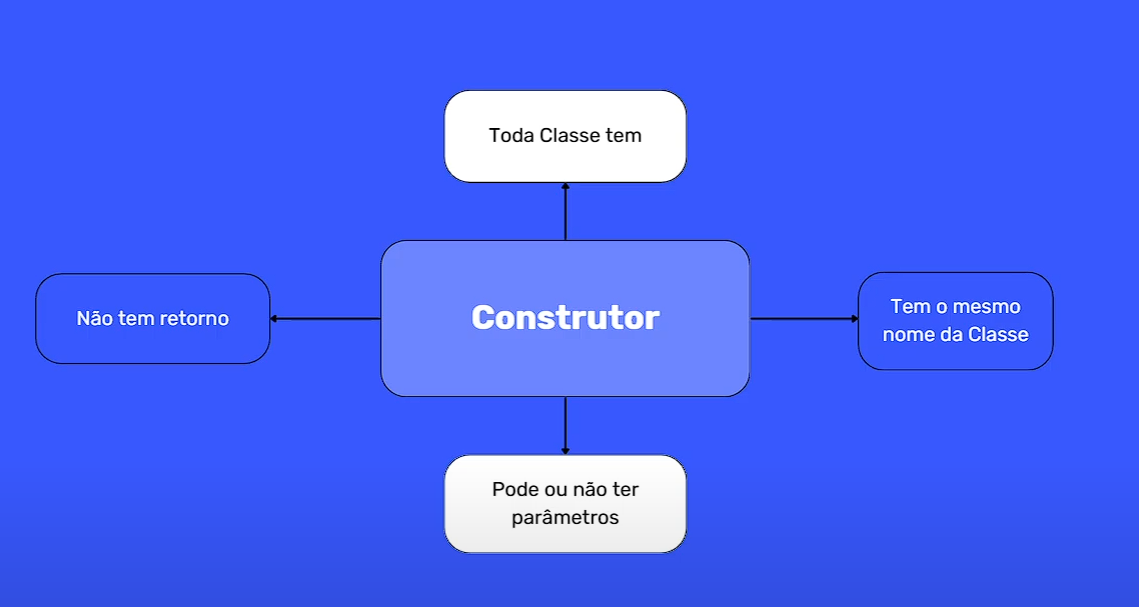 Toda Classe tem
Não tem retorno
Construtor
Tem o mesmo
nome da Classe
Pode ou não ter
parâmetros